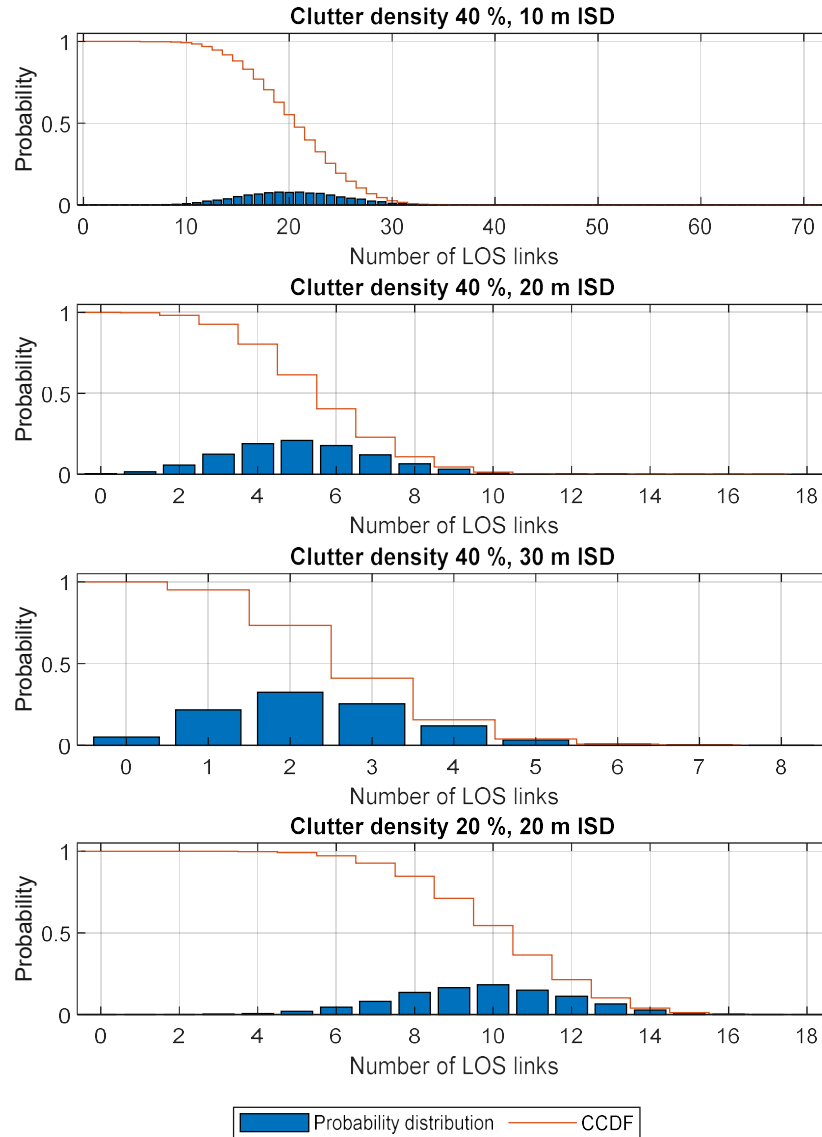 Clutter density 40 %, 10 m ISD
Probability
1
0.5
0
0 10 20 30 40 50 60 70
Number of LOS links
Clutter density 40 %, 20 m ISD
Probability
1
0.5
0
0 2 4 6 8 10 12 14 16 18
Number of LOS links
Clutter density 40 %, 30 m ISD
Probability
1
0.5
0
0 1 2 3 4 5 6 7 8
Number of LOS links
Clutter density 20 %, 20 m ISD
Probability
1
0.5
0
0 2 4 6 8 10 12 14 16 18
Number of LOS links
Probability distribution CCDF